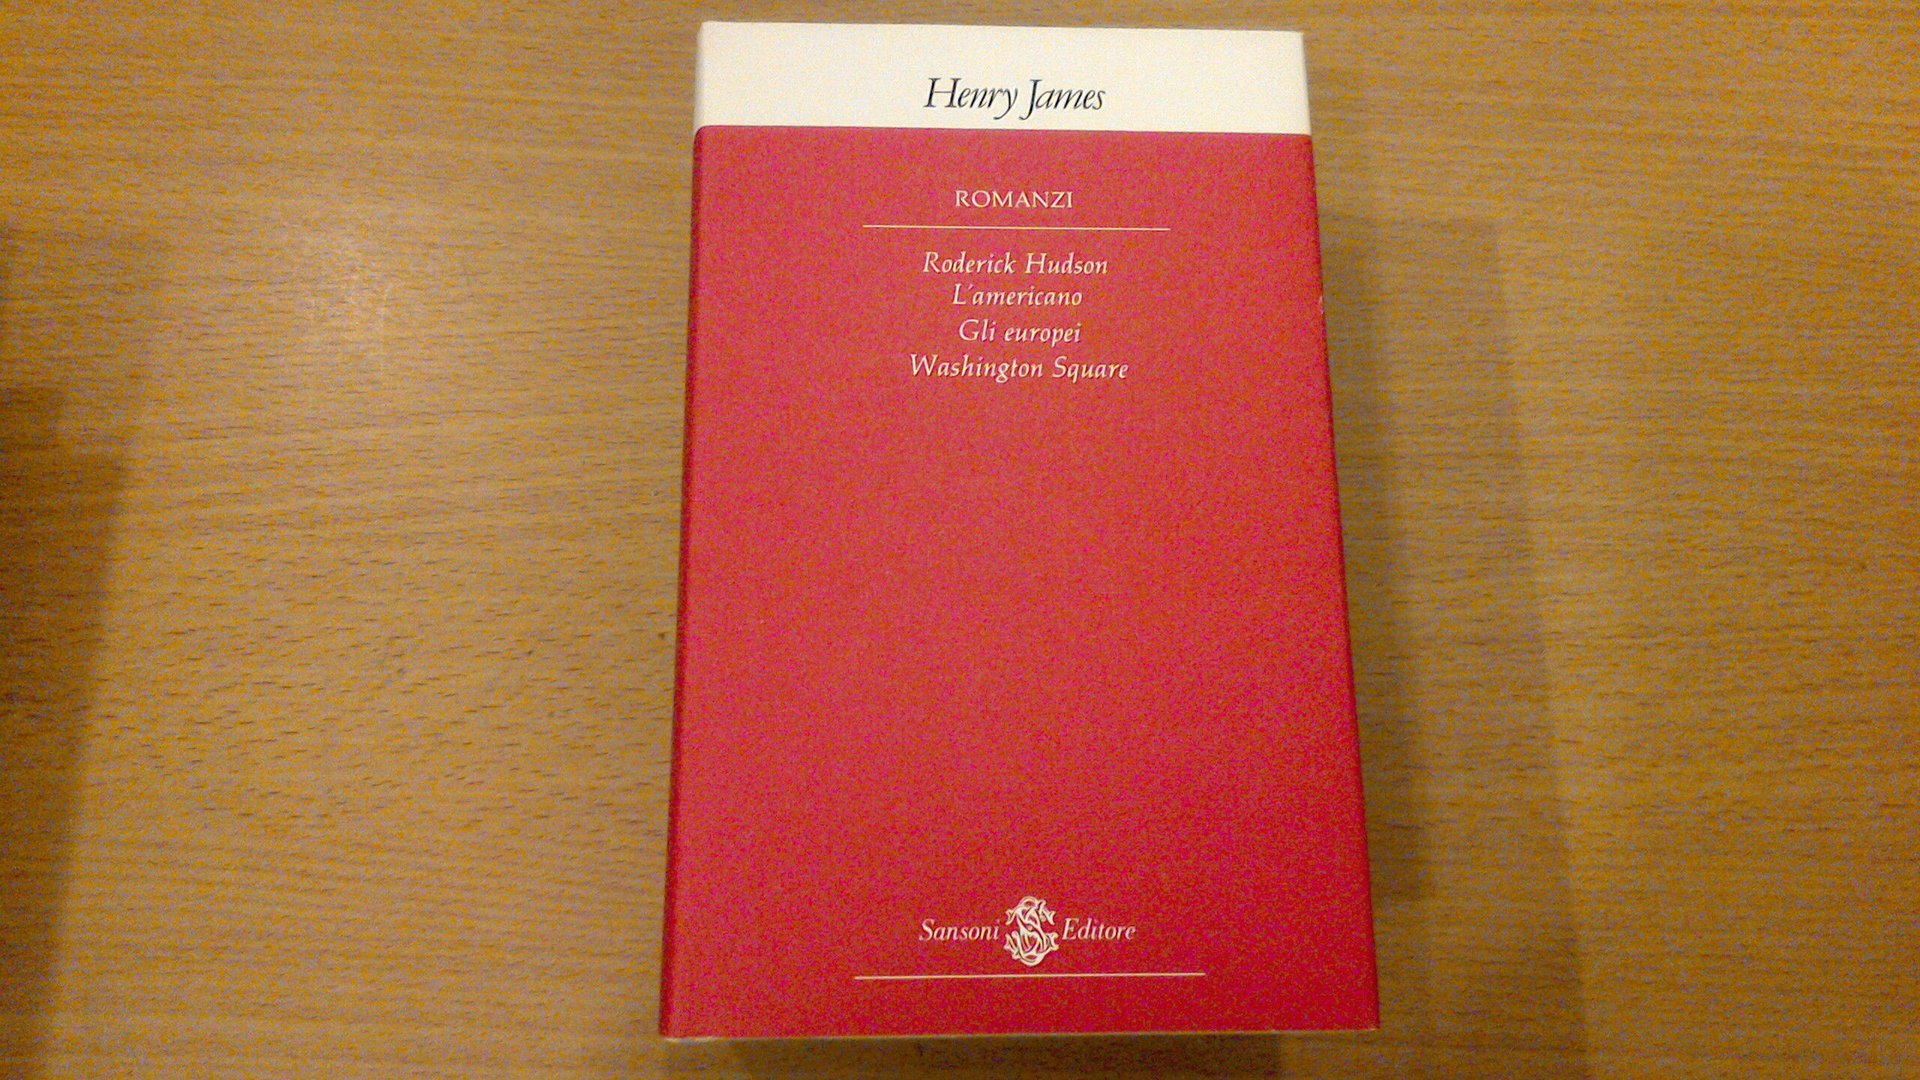 Henry James
ROMANZI
Roderick Hudson
L'americano
Gli europei
Washington Square
Sansoni Editore